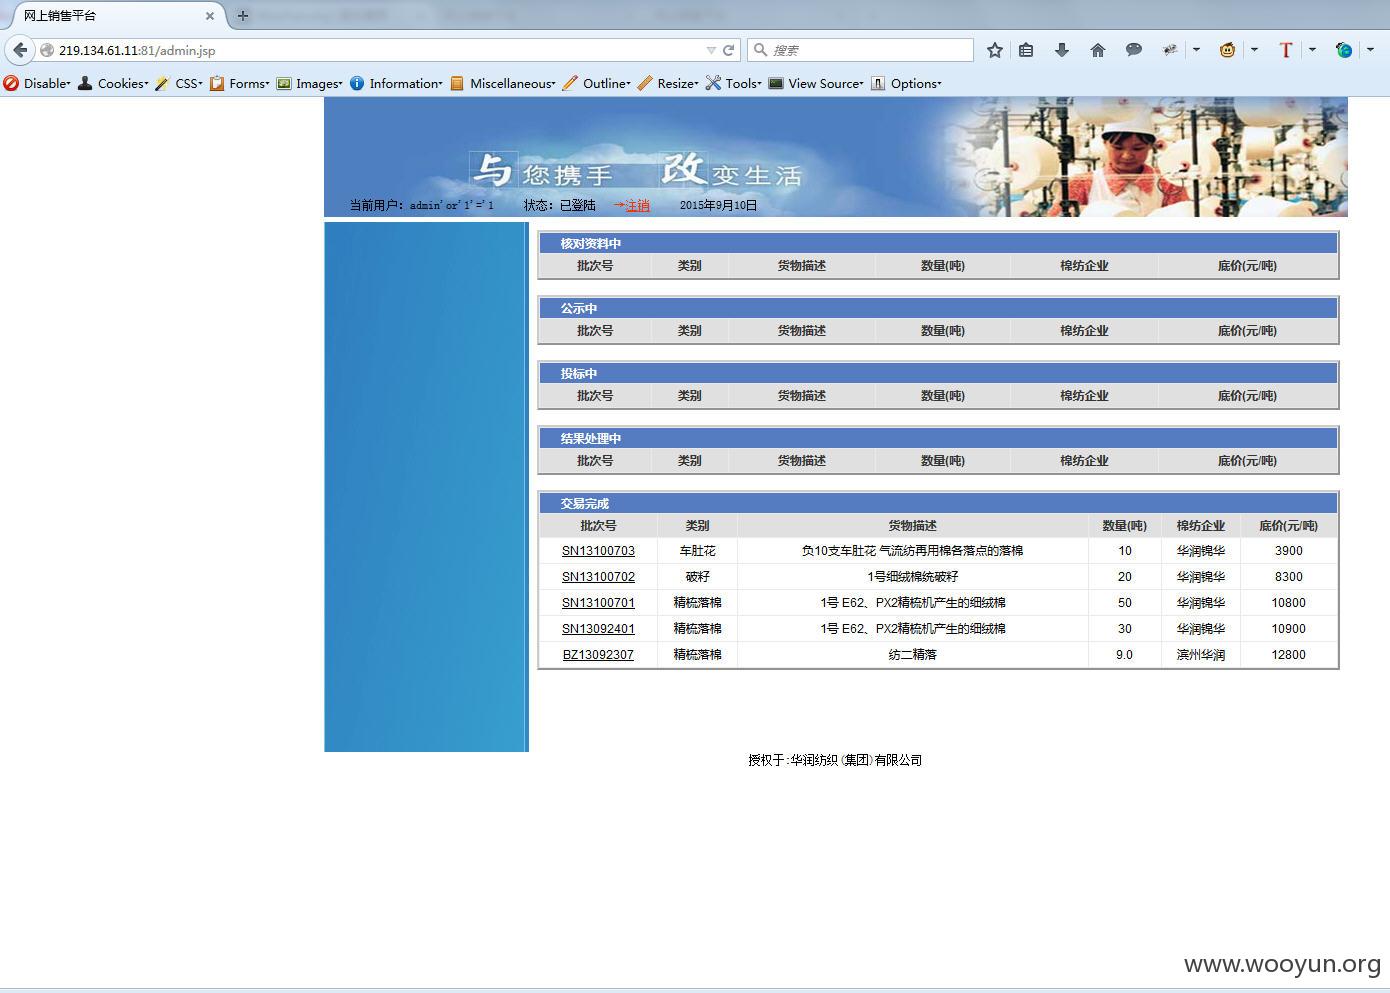 网上销售平台
219.134.61.11:81/admin.jsp
搜索
Disable Cookies CSS Forms Images Information Miscellaneous Outline Resize Tools View Source Options
与您携手 改变生活
当前用户：admin'or'1'='1 状态：已登陆 →注销 2015年9月10日
核对资料中
批次号 类别 货物描述 数量(吨) 棉纺企业 底价(元/吨)
公示中
批次号 类别 货物描述 数量(吨) 棉纺企业 底价(元/吨)
投标中
批次号 类别 货物描述 数量(吨) 棉纺企业 底价(元/吨)
结果处理中
批次号 类别 货物描述 数量(吨) 棉纺企业 底价(元/吨)
交易完成
批次号 类别 货物描述 数量(吨) 棉纺企业 底价(元/吨)
SN13100703 车肚花 负10支车肚花 气流纺再用棉各落点的落棉 10 华润锦华 3900
SN13100702 破籽 1号细绒棉统破籽 20 华润锦华 8300
SN13100701 精梳落棉 1号 E62、PX2精梳机产生的细绒棉 50 华润锦华 10800
SN13092401 精梳落棉 1号 E62、PX2精梳机产生的细绒棉 30 华润锦华 10900
BZ13092307 精梳落棉 纺二精落 9.0 滨州华润 12800
授权于:华润纺织(集团)有限公司
www.wooyun.org